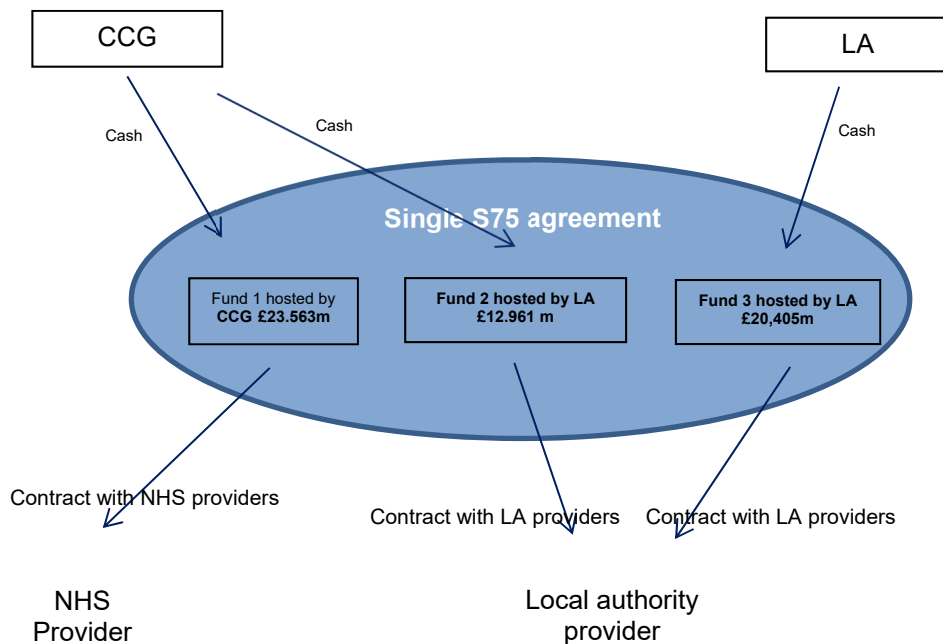 CCG
LA
Cash
Cash
Cash
Single S75 agreement
Fund 1 hosted by
CCG £23.563m
Fund 2 hosted by LA
£12.961 m
Fund 3 hosted by LA
£20,405m
Contract with NHS providers
Contract with LA providers
Contract with LA providers
NHS
Provider
Local authority
provider